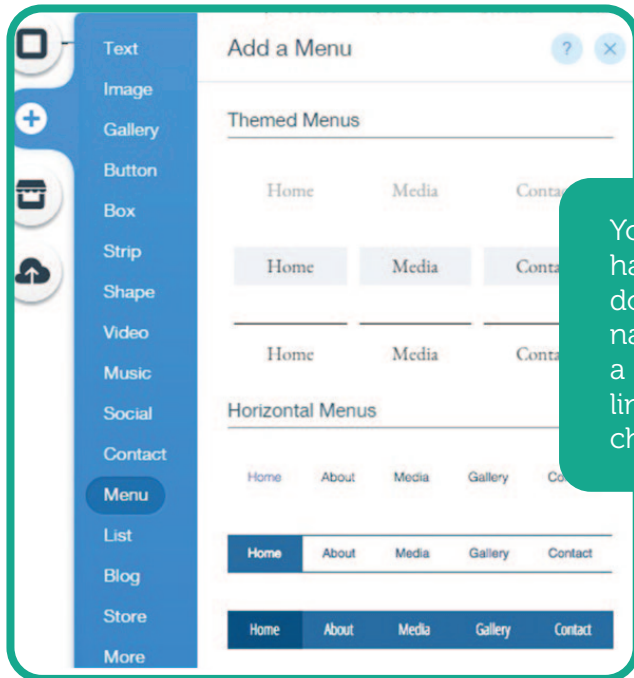 Text
Image
Gallery
Button
Box
Strip
Shape
Video
Music
Social
Contact
Menu
List
Blog
Store
More
Add a Menu ? ×
Themed Menus
Home Media
Home Media
Home Media
Horizontal Menus
Home About Media Gallery
Home About Media Gallery Contact
Home About Media Gallery Contact
a